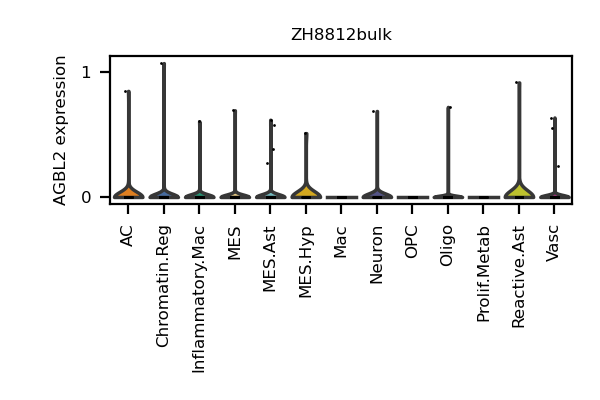 ZH8812bulk
AGBL2 expression
1
0
AC
Chromatin.Reg
Inflammatory.Mac
MES
MES.Ast
MES.Hyp
Mac
Neuron
OPC
Oligo
Prolif.Metab
Reactive.Ast
Vasc